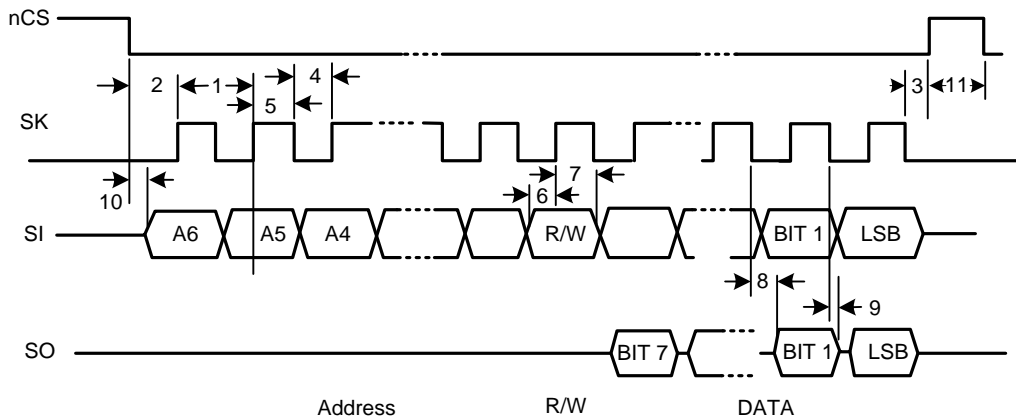 nCS
2 1 4 3 11
5
SK
10 6 7
SI A6 A5 A4 R/W BIT 1 LSB
8 9
SO BIT 7 BIT 1 LSB
Address R/W DATA